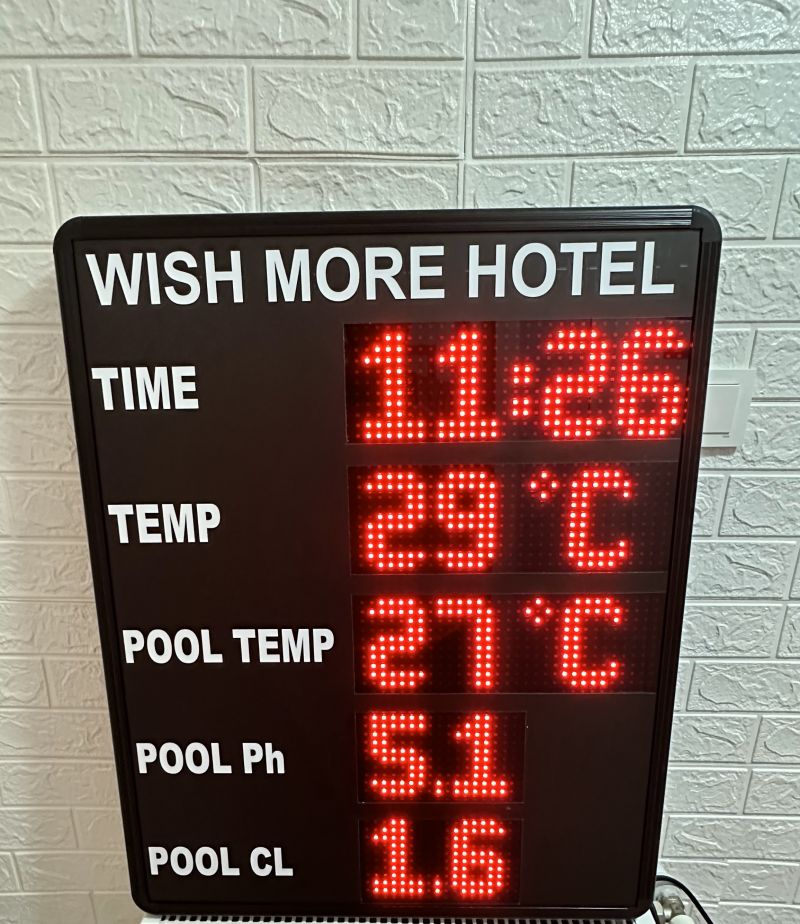 WISH MORE HOTEL
TIME 11:26
TEMP 29 °C
POOL TEMP 27 °C
POOL Ph 5.1
POOL CL 1.6